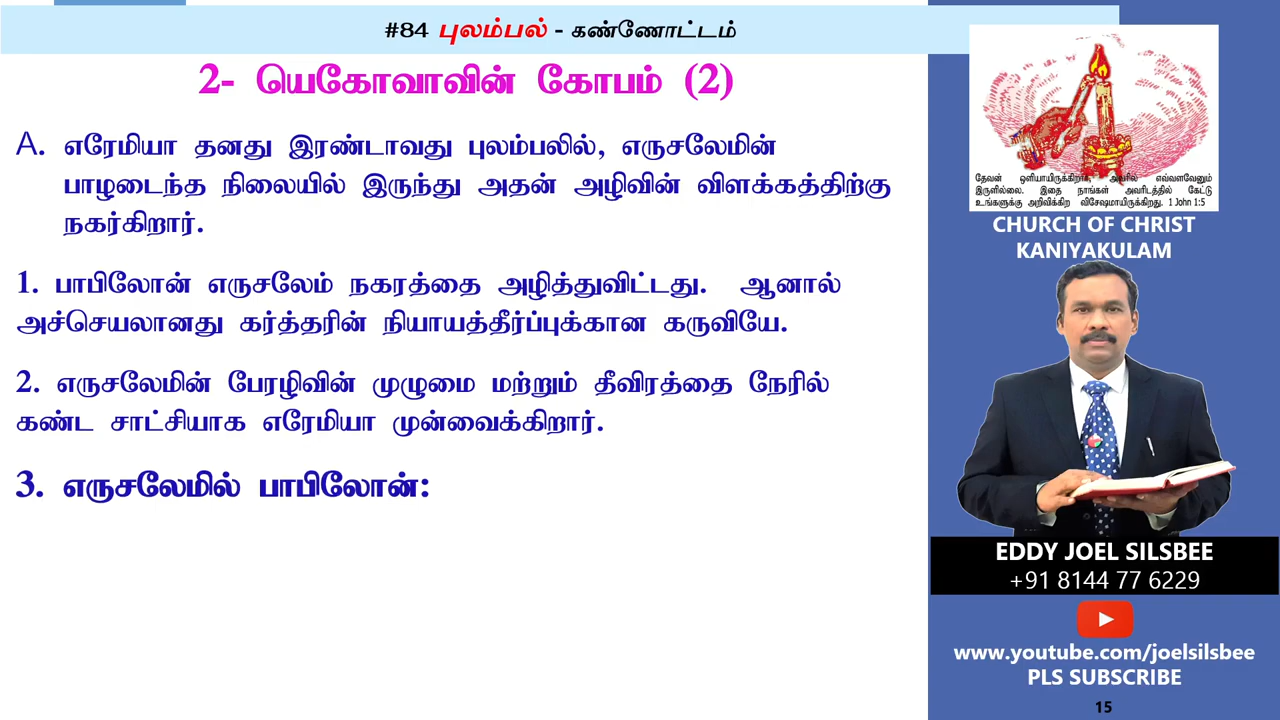 #84 புலம்பல் - கண்ணோட்டம்
2- யெகோவாவின் கோபம் (2)
A. எரேமியா தனது இரண்டாவது புலம்பலில், எருசலேமின்
பாழடைந்த நிலையில் இருந்து அதன் அழிவின் விளக்கத்திற்கு
நகர்கிறார்.
1. பாபிலோன் எருசலேம் நகரத்தை அழித்துவிட்டது. ஆனால்
அச்செயலானது கர்த்தரின் நியாயத்தீர்ப்புக்கான கருவியே.
2. எருசலேமின் பேரழிவின் முழுமை மற்றும் தீவிரத்தை நேரில்
கண்ட சாட்சியாக எரேமியா முன்வைக்கிறார்.
3. எருசலேமில் பாபிலோன்:
தேவன் ஒளியாயிருக்கிறார், அவரில் எவ்வளவேனும்
இருளில்லை. இதை நாங்கள் அவரிடத்தில் கேட்டு
உங்களுக்கு அறிவிக்கிற விசேஷமாயிருக்கிறது. 1 John 1:5
CHURCH OF CHRIST
KANIYAKULAM
EDDY JOEL SILSBEE
+91 8144 77 6229
www.youtube.com/joelsilsbee
PLS SUBSCRIBE
15